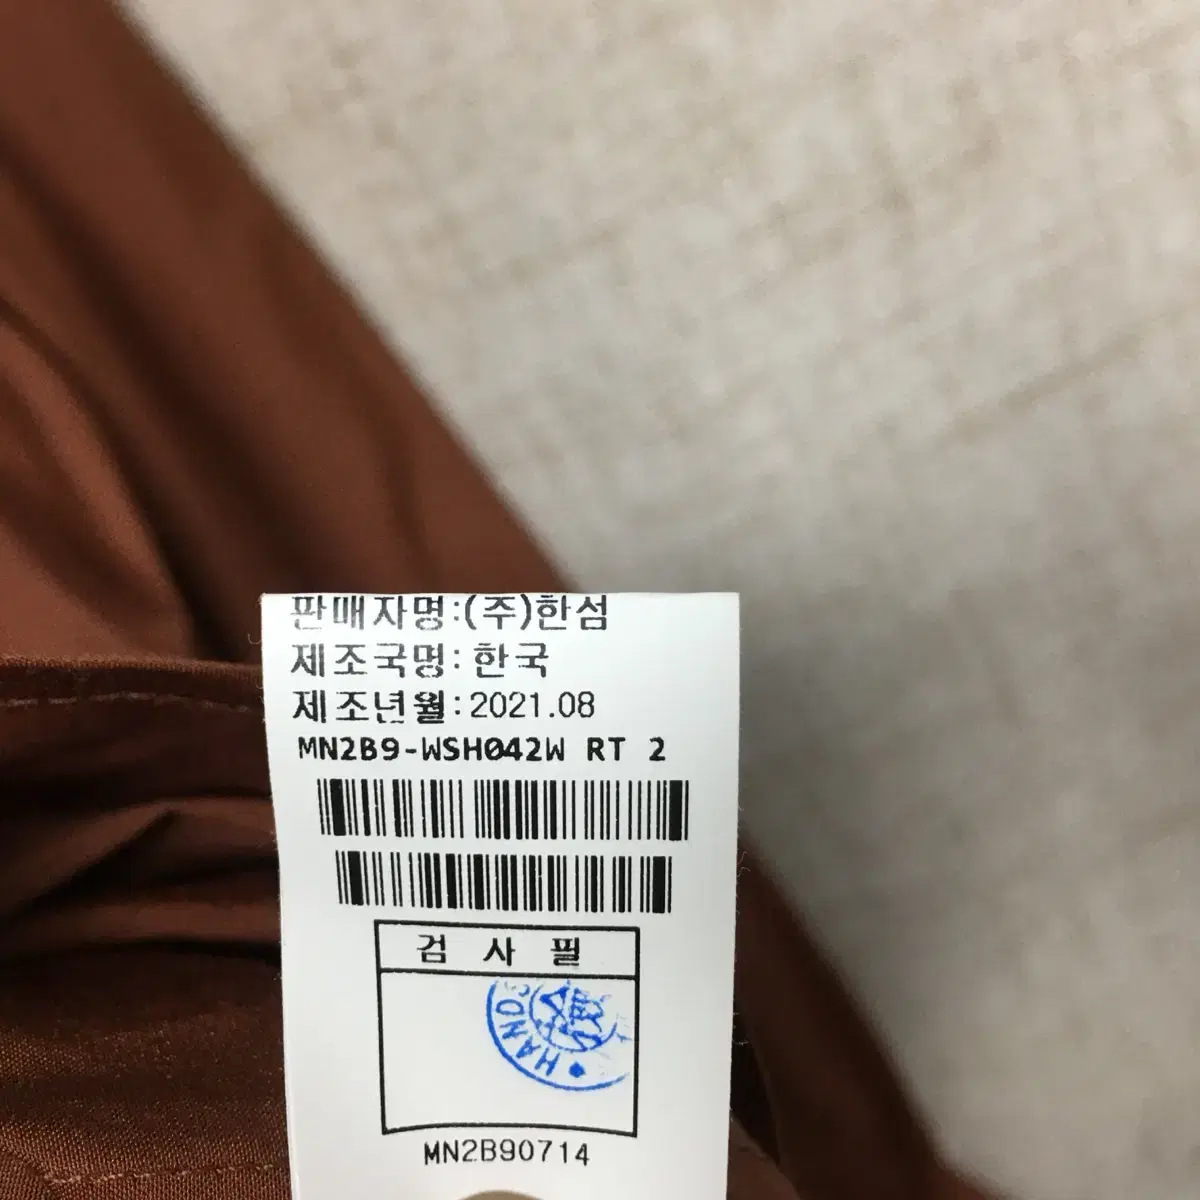 판매자명:(주)한섬
제조국명: 한국
제조년월:2021.08
MN2B9-WSH042W RT 2
검 사 필
HANDS
MN2B90714